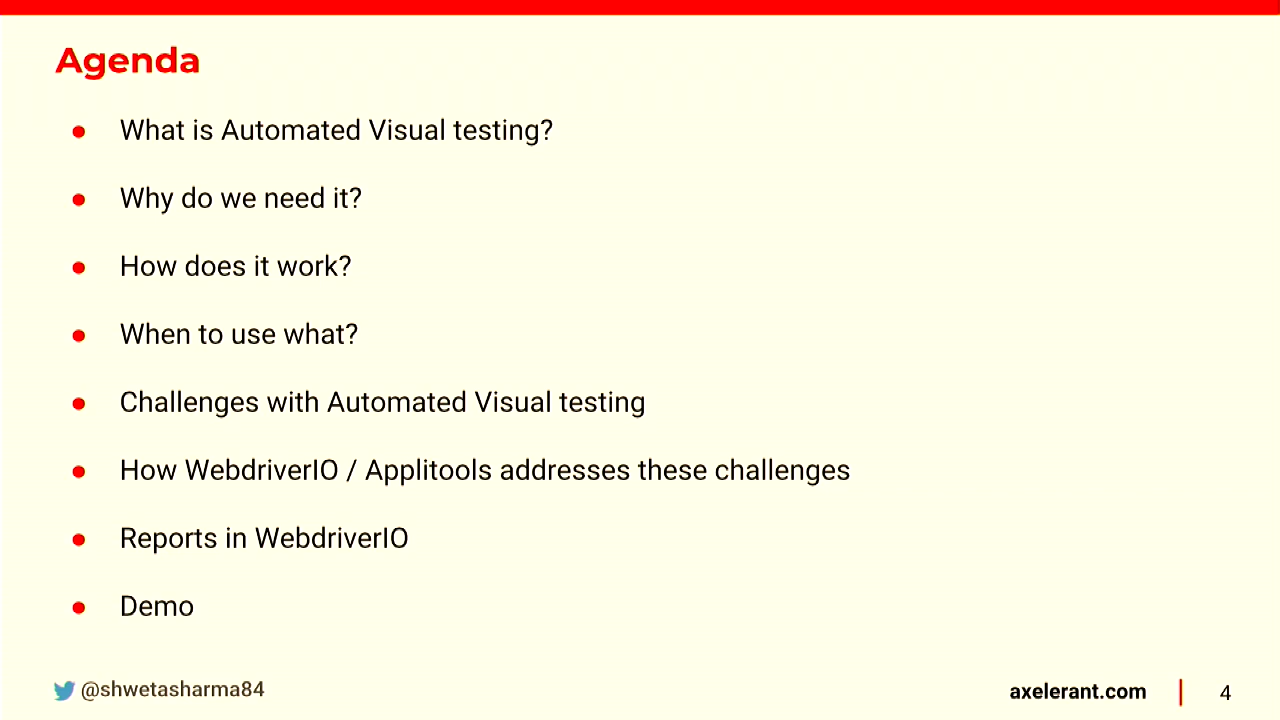 Agenda
● What is Automated Visual testing?
● Why do we need it?
● How does it work?
● When to use what?
● Challenges with Automated Visual testing
● How WebdriverIO / Applitools addresses these challenges
● Reports in WebdriverIO
● Demo
@shwetasharma84
axelerant.com | 4